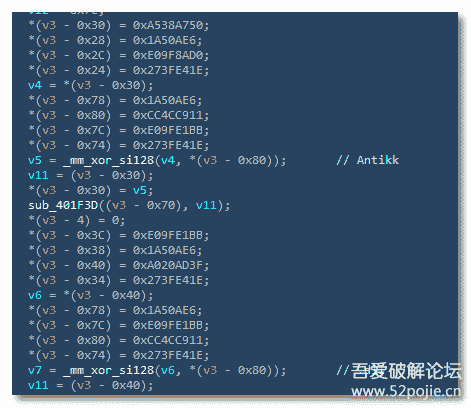 *(v3 - 0x30) = 0xA538A750;
*(v3 - 0x28) = 0x1A50AE6;
*(v3 - 0x2C) = 0xE09F8AD0;
*(v3 - 0x24) = 0x273FE41E;
v4 = *(v3 - 0x30);
*(v3 - 0x78) = 0x1A50AE6;
*(v3 - 0x80) = 0xCC4CC911;
*(v3 - 0x7C) = 0xE09FE1BB;
*(v3 - 0x74) = 0x273FE41E;
v5 = _mm_xor_si128(v4, *(v3 - 0x80)); // Antikk
v11 = (v3 - 0x30);
*(v3 - 0x30) = v5;
sub_401F3D((v3 - 0x70), v11);
*(v3 - 4) = 0;
*(v3 - 0x3C) = 0xE09FE1BB;
*(v3 - 0x38) = 0x1A50AE6;
*(v3 - 0x40) = 0xA020AD3F;
*(v3 - 0x34) = 0x273FE41E;
v6 = *(v3 - 0x40);
*(v3 - 0x78) = 0x1A50AE6;
*(v3 - 0x7C) = 0xE09FE1BB;
*(v3 - 0x80) = 0xCC4CC911;
*(v3 - 0x74) = 0x273FE41E;
v7 = _mm_xor_si128(v6, *(v3 - 0x80)); //
v11 = (v3 - 0x40);
吾爱破解论坛
www.52pojie.cn